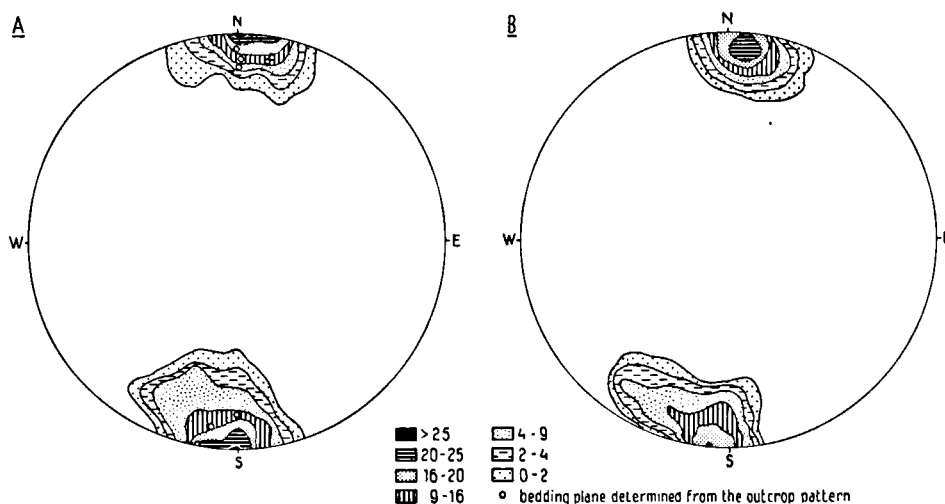 A
N
W
E
S
B
N
W
S
> 25
20 - 25
16 - 20
9 - 16
4 - 9
2 - 4
0 - 2
bedding plane determined from the outcrop pattern